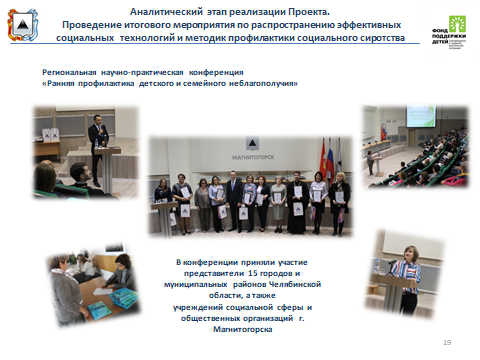 Аналитический этап реализации Проекта.
Проведение итогового мероприятия по распространению эффективных
социальных технологий и методик профилактики социального сиротства
ФОНД
ПОДДЕРЖКИ
ДЕТЕЙ
Региональная научно-практическая конференция
«Ранняя профилактика детского и семейного неблагополучия»
МАГНИТОГОРСК
В конференции приняли участие
представители 15 городов и
муниципальных районов Челябинской
области, а также
учреждений социальной сферы и
общественных организаций г.
Магнитогорска
19